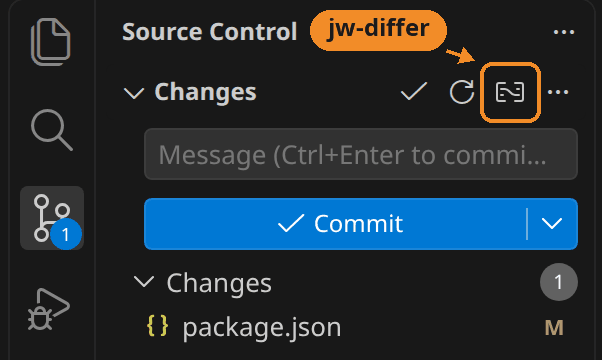 Source Control
jw-differ
...
Changes
...
Message (Ctrl+Enter to commi...
Commit
1
Changes
1
{} package.json
M